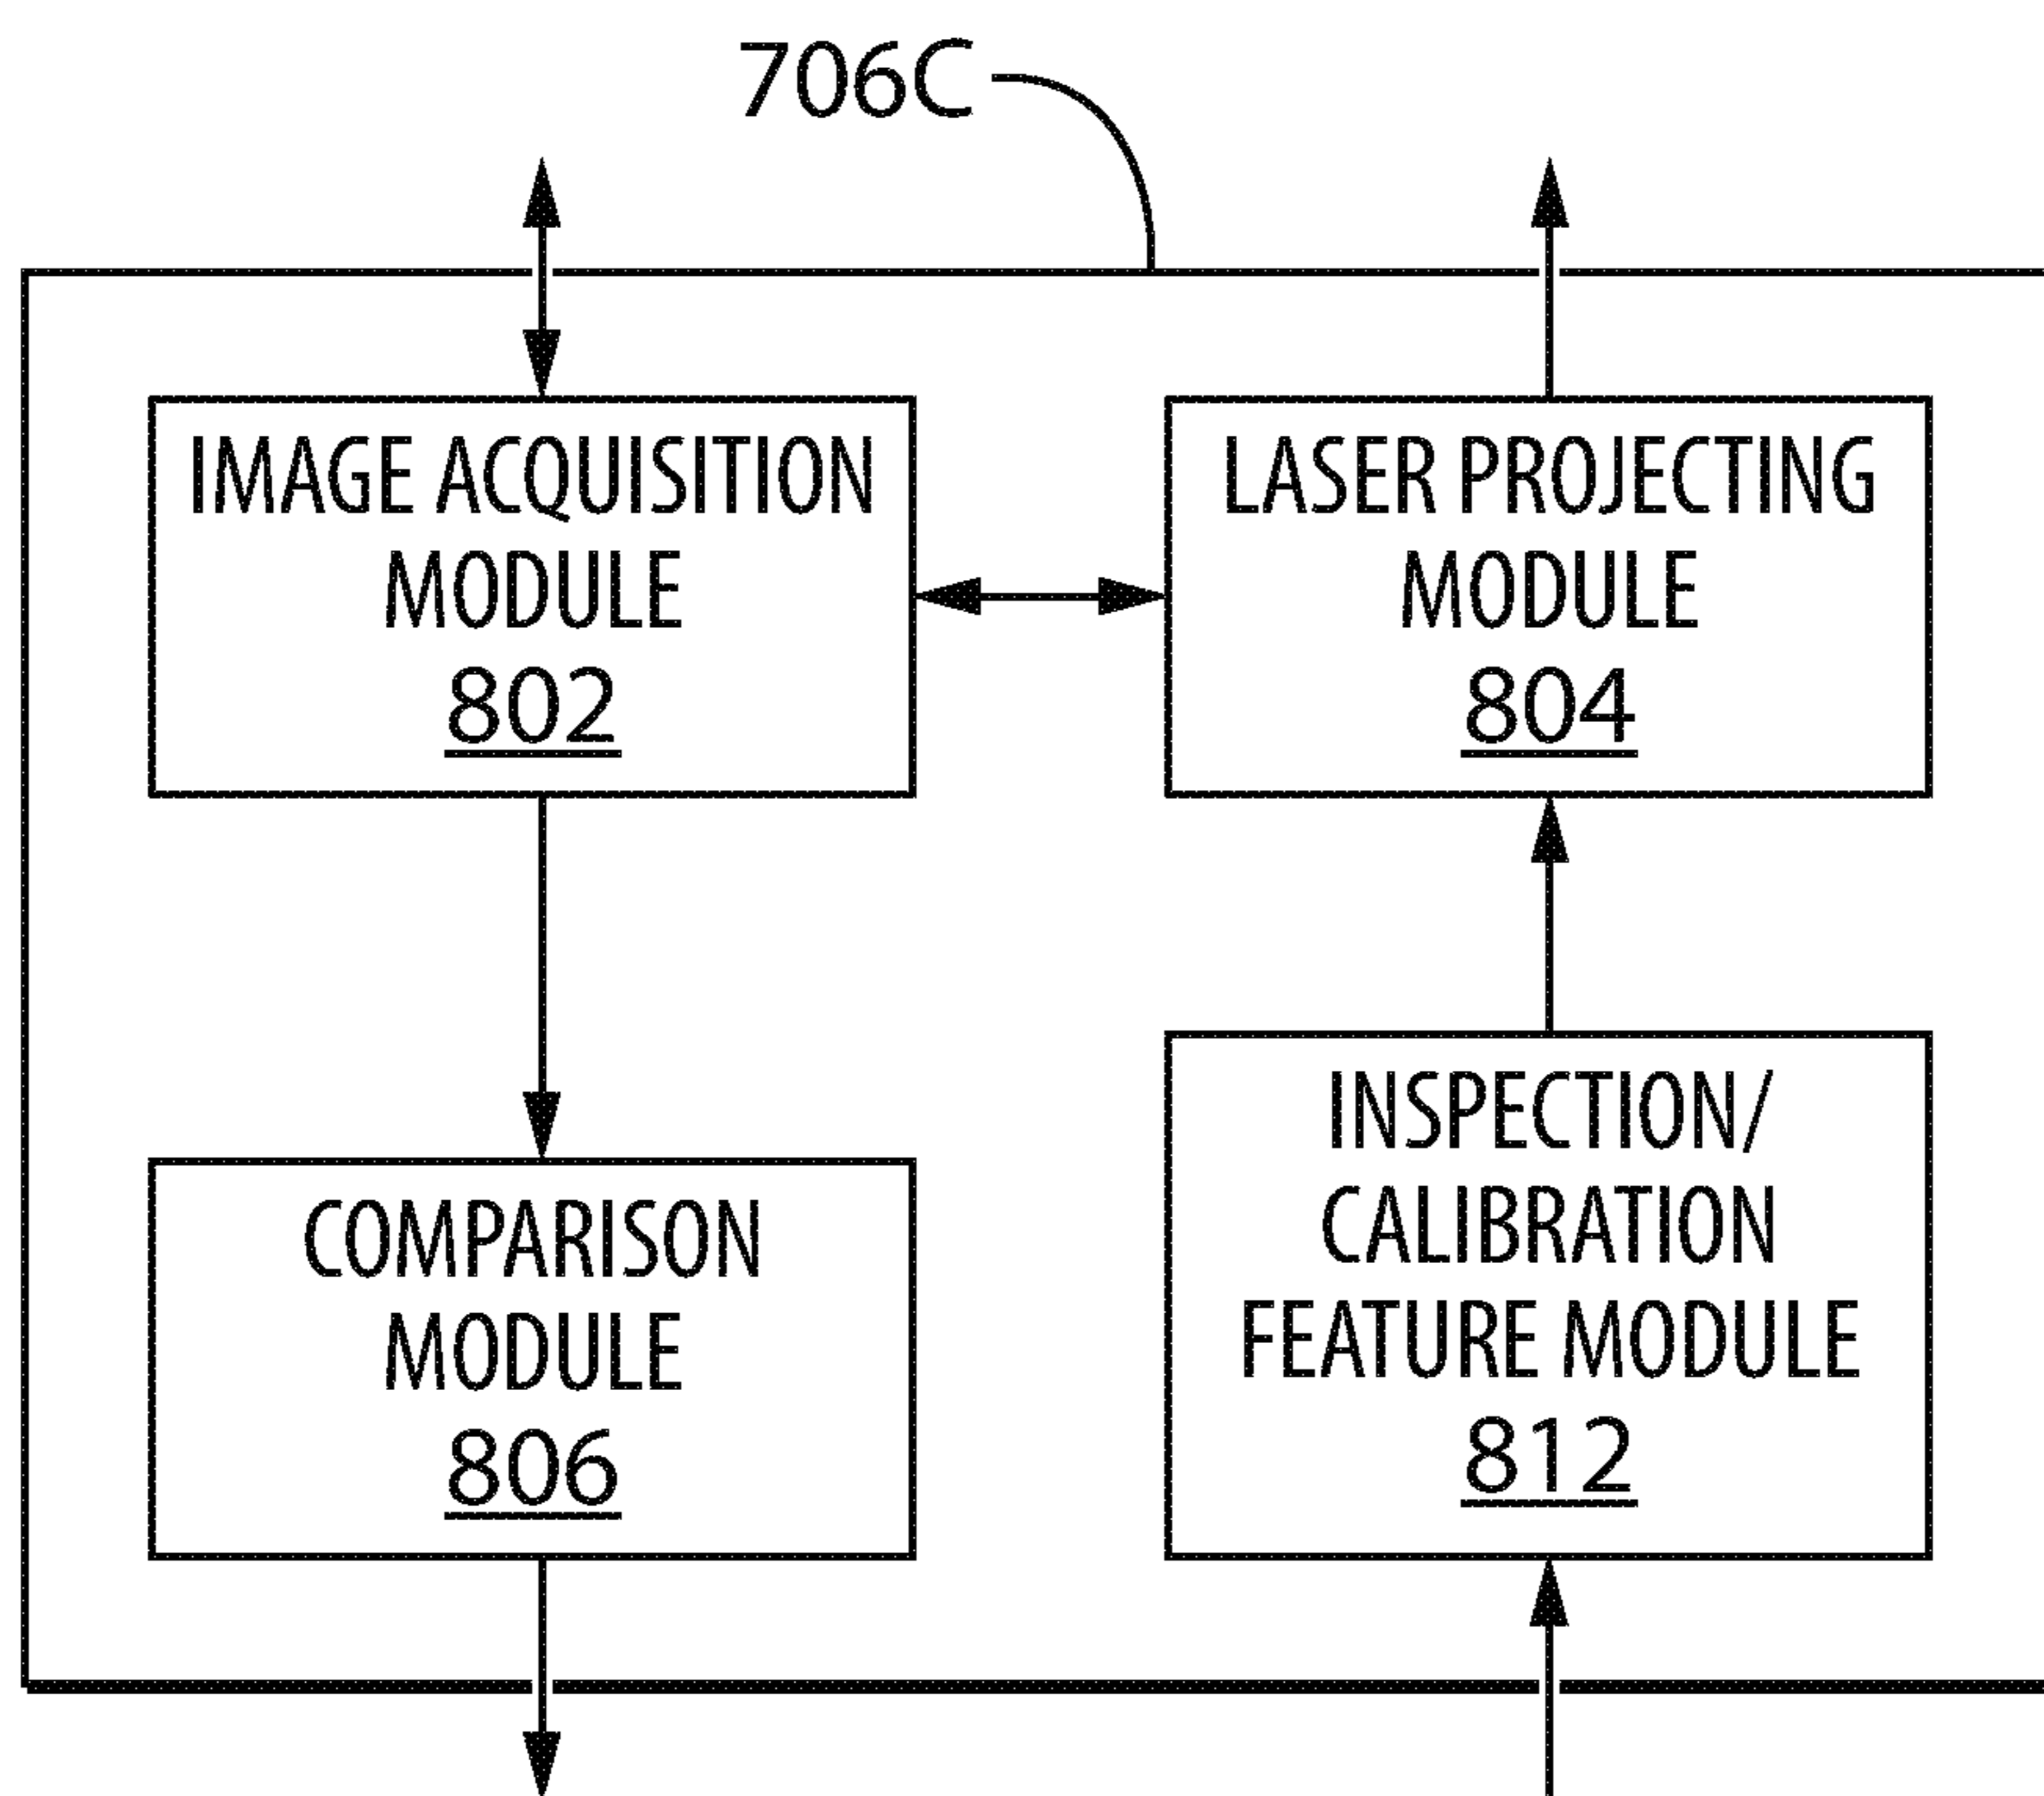 706C
IMAGE ACQUISITION
MODULE
802
LASER PROJECTING
MODULE
804
COMPARISON
MODULE
806
INSPECTION/
CALIBRATION
FEATURE MODULE
812